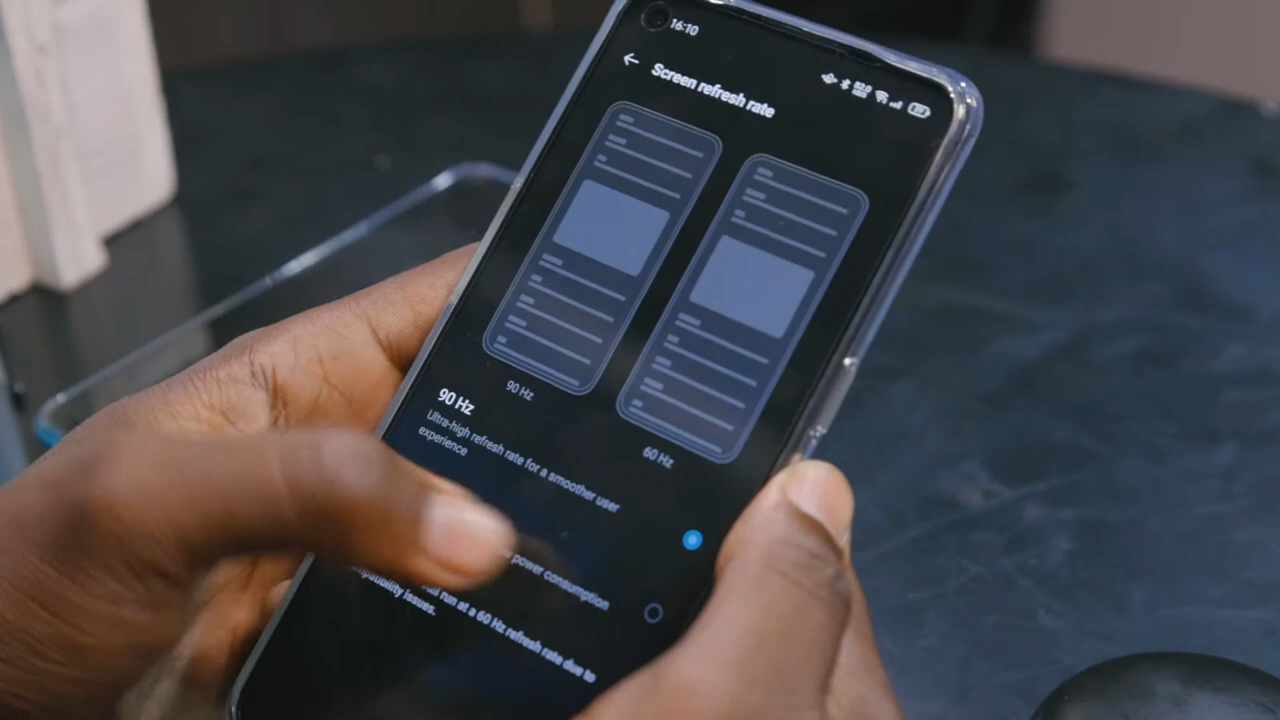 16:10
Screen refresh rate
90 Hz
60 Hz
90 Hz
Ultra-high refresh rate for a smoother user
experience
power consumption
run at a 60 Hz refresh rate due to
issues.